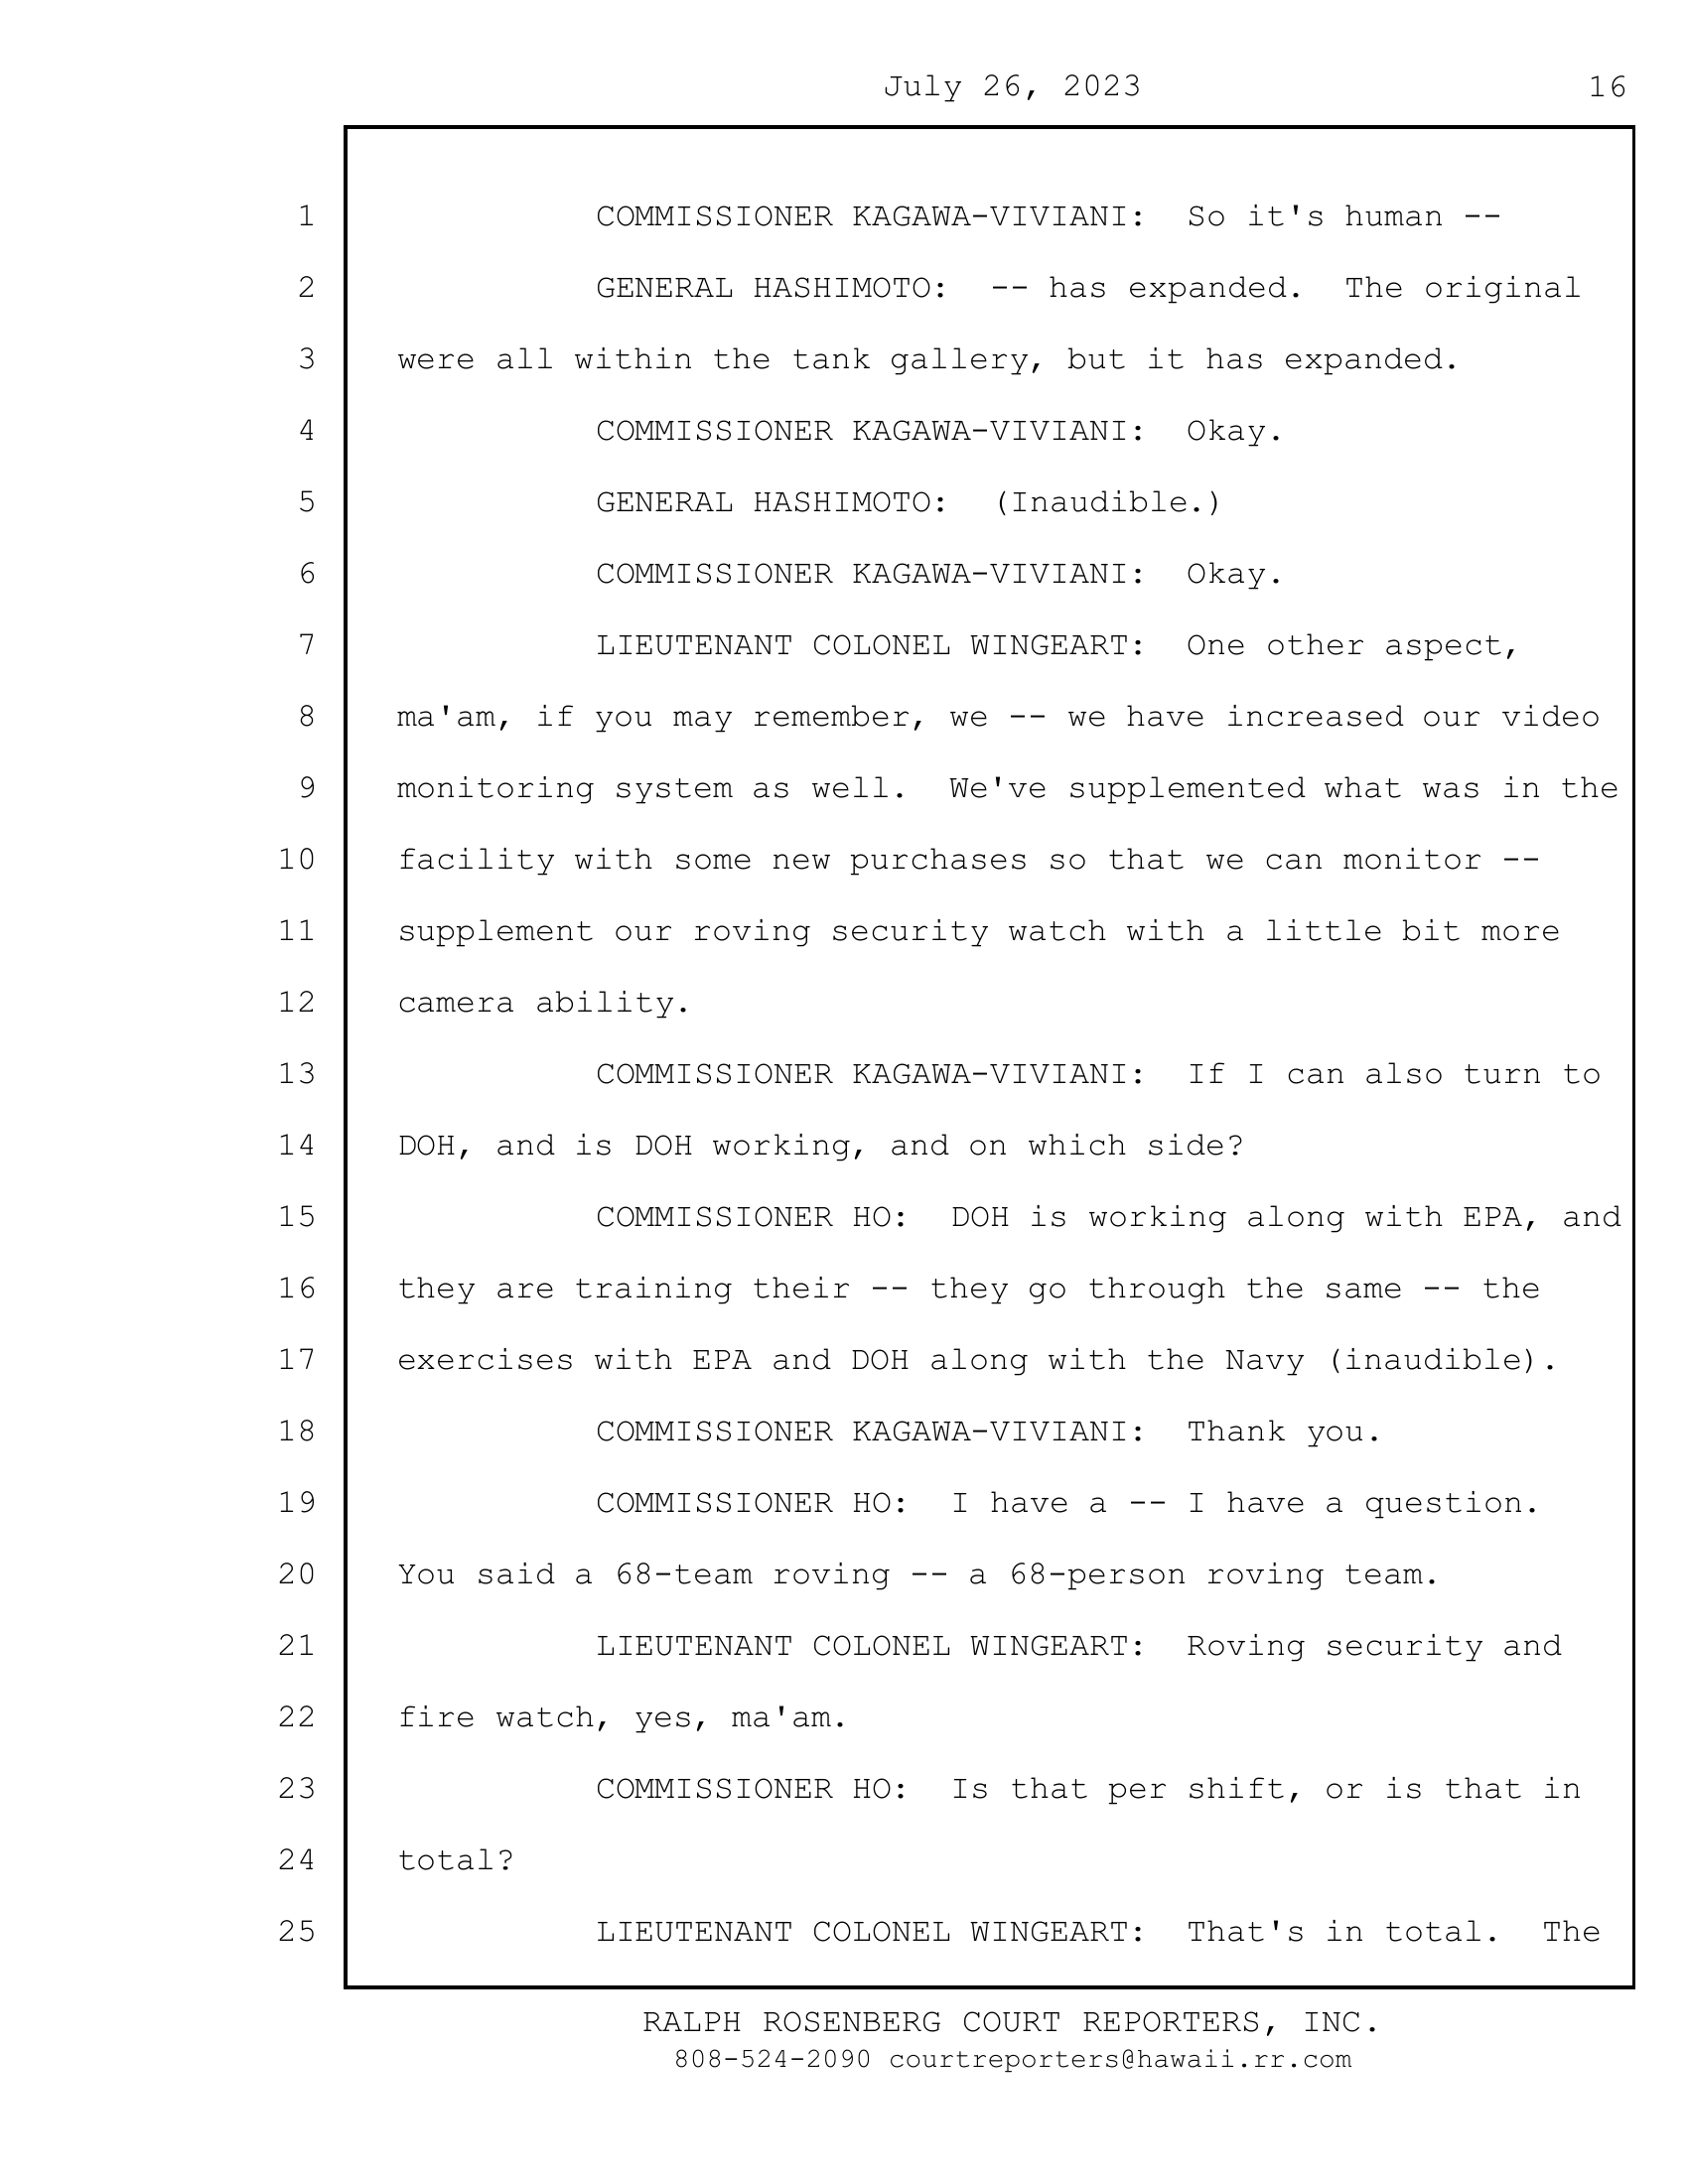 July 26, 2023 16
1 COMMISSIONER KAGAWA-VIVIANI: So it's human --
2 GENERAL HASHIMOTO: -- has expanded. The original
3 were all within the tank gallery, but it has expanded.
4 COMMISSIONER KAGAWA-VIVIANI: Okay.
5 GENERAL HASHIMOTO: (Inaudible.)
6 COMMISSIONER KAGAWA-VIVIANI: Okay.
7 LIEUTENANT COLONEL WINGEART: One other aspect,
8 ma'am, if you may remember, we -- we have increased our video
9 monitoring system as well. We've supplemented what was in the
10 facility with some new purchases so that we can monitor --
11 supplement our roving security watch with a little bit more
12 camera ability.
13 COMMISSIONER KAGAWA-VIVIANI: If I can also turn to
14 DOH, and is DOH working, and on which side?
15 COMMISSIONER HO: DOH is working along with EPA, and
16 they are training their -- they go through the same -- the
17 exercises with EPA and DOH along with the Navy (inaudible).
18 COMMISSIONER KAGAWA-VIVIANI: Thank you.
19 COMMISSIONER HO: I have a -- I have a question.
20 You said a 68-team roving -- a 68-person roving team.
21 LIEUTENANT COLONEL WINGEART: Roving security and
22 fire watch, yes, ma'am.
23 COMMISSIONER HO: Is that per shift, or is that in
24 total?
25 LIEUTENANT COLONEL WINGEART: That's in total. The
RALPH ROSENBERG COURT REPORTERS, INC.
808-524-2090 courtreporters@hawaii.rr.com